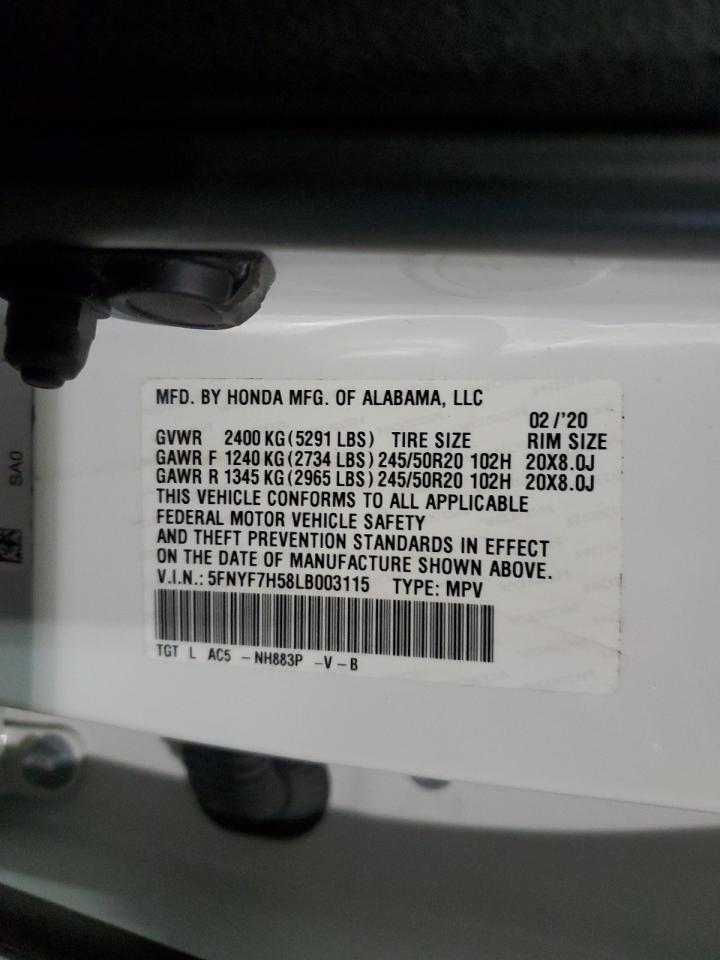 MFD. BY HONDA MFG. OF ALABAMA, LLC
02/'20
GVWR 2400 KG (5291 LBS) TIRE SIZE RIM SIZE
GAWR F 1240 KG (2734 LBS) 245/50R20 102H 20X8.0J
GAWR R 1345 KG (2965 LBS) 245/50R20 102H 20X8.0J
THIS VEHICLE CONFORMS TO ALL APPLICABLE
FEDERAL MOTOR VEHICLE SAFETY
AND THEFT PREVENTION STANDARDS IN EFFECT
ON THE DATE OF MANUFACTURE SHOWN ABOVE.
V.I.N.: 5FNYF7H58LB003115 TYPE: MPV
TGT L AC5 - NH883P -V-B
SA0